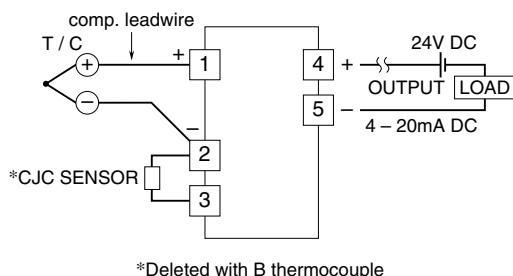 comp. leadwire
T / C
+
−
+
−
1
2
3
*CJC SENSOR
4
5
+
−
24V DC
OUTPUT
LOAD
4 – 20mA DC
*Deleted with B thermocouple